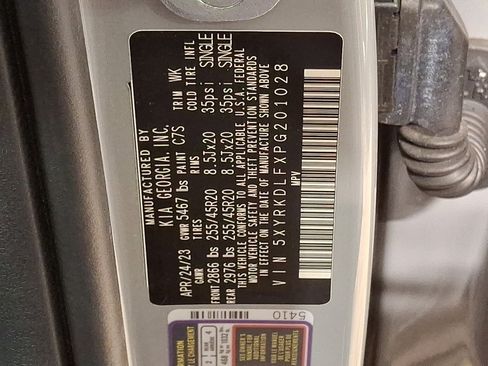 MANUFACTURED BY
KIA GEORGIA, INC.
APR/24/23 GVWR 5467 lbs PAINT C7S TRIM WK
GAWR TIRES RIMS COLD TIRE INFL
FRONT 2866 lbs 255/45R20 8.5Jx20 35psi SINGLE
REAR 2976 lbs 255/45R20 8.5Jx20 35psi SINGLE
THIS VEHICLE CONFORMS TO ALL APPLICABLE U.S.A. FEDERAL
MOTOR VEHICLE SAFETY AND THEFT PREVENTION STANDARDS
IN EFFECT ON THE DATE OF MANUFACTURE SHOWN ABOVE
VIN 5XYRKDLFXPG201028
MPV
5410